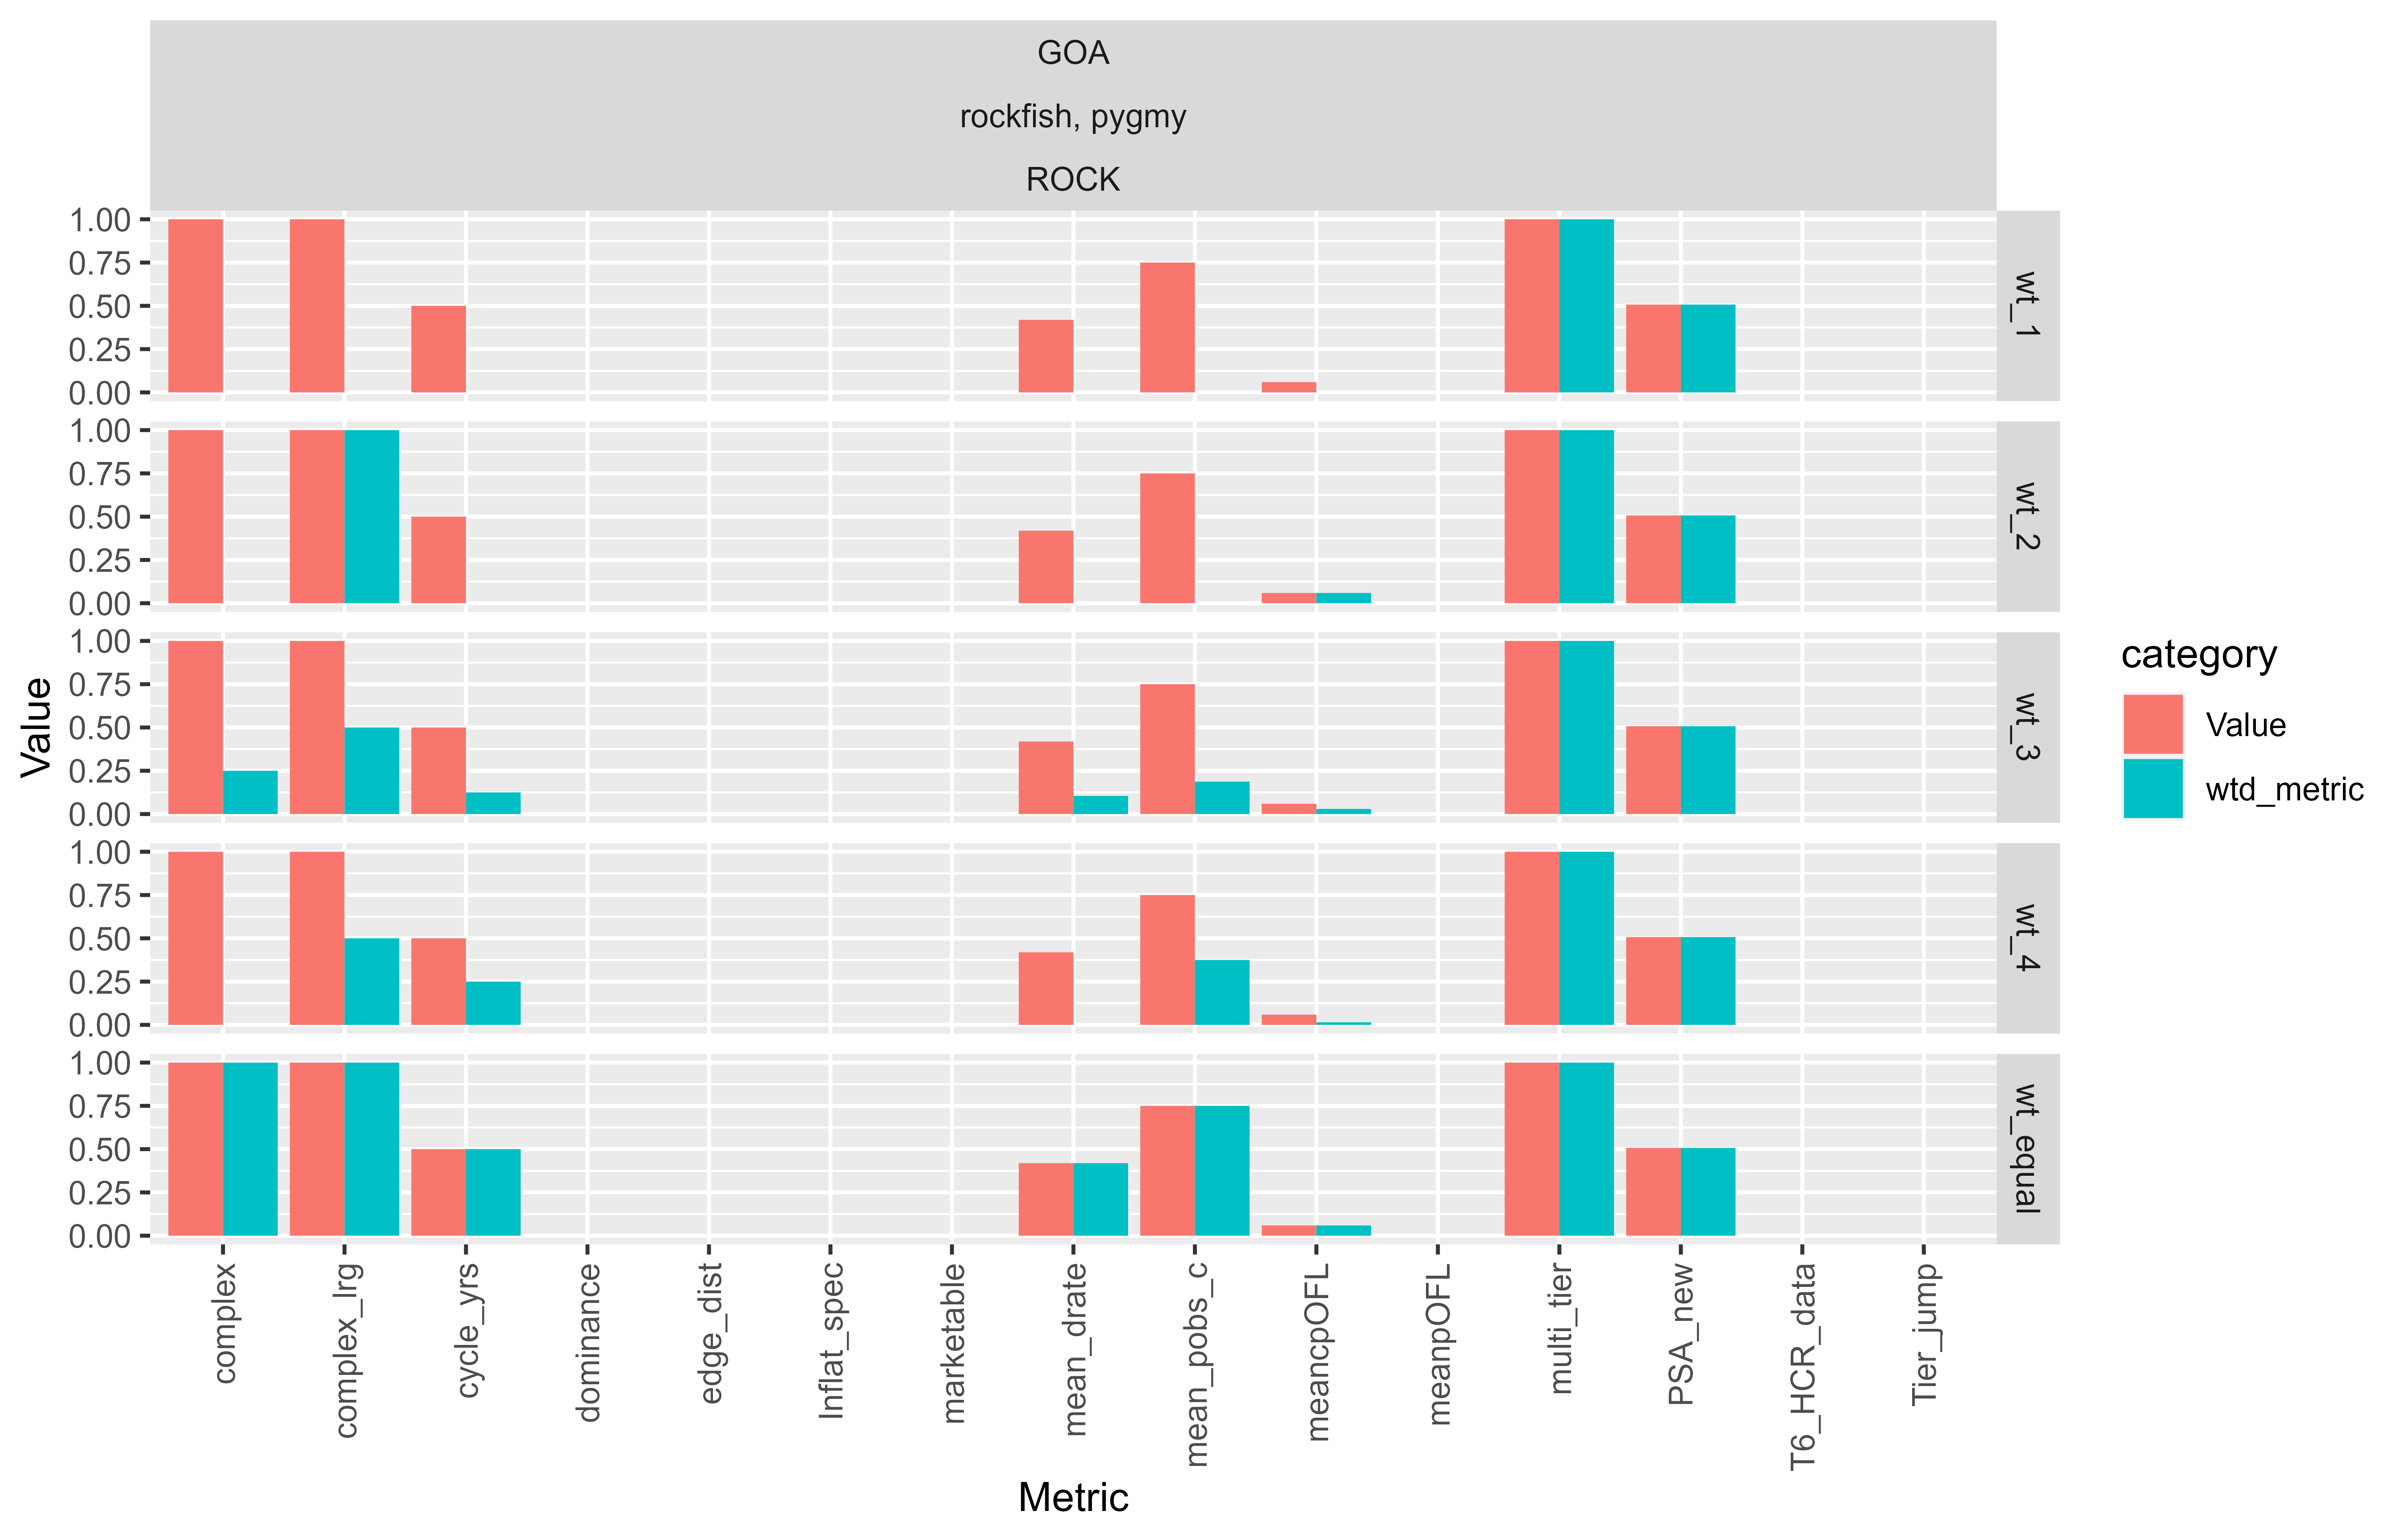 GOA
rockfish, pygmy
ROCK
1.00
0.75
0.50
0.25
0.00
wt_1
1.00
0.75
0.50
0.25
0.00
wt_2
1.00
0.75
0.50
0.25
0.00
wt_3
1.00
0.75
0.50
0.25
0.00
wt_4
1.00
0.75
0.50
0.25
0.00
wt_equal
Value
complex
complex_lrg
cycle_yrs
dominance
edge_dist
Inflat_spec
marketable
mean_drate
mean_pobs_c
meancpOFL
meanpOFL
multi_tier
PSA_new
T6_HCR_data
Tier_jump
Metric
category
Value
wtd_metric